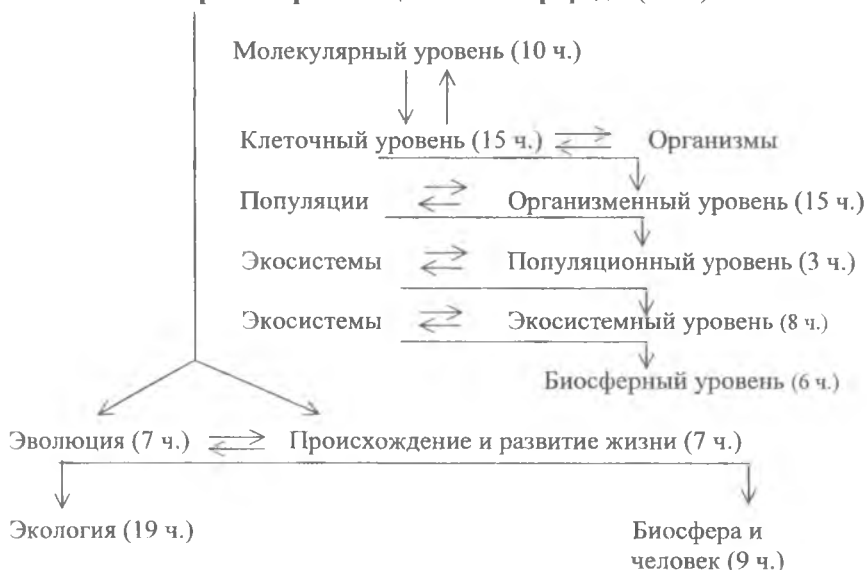 Молекулярный уровень (10 ч.)
Клеточный уровень (15 ч.) Организмы
Популяции Организменный уровень (15 ч.)
Экосистемы Популяционный уровень (3 ч.)
Экосистемы Экосистемный уровень (8 ч.)
Биосферный уровень (6 ч.)
Эволюция (7 ч.) Происхождение и развитие жизни (7 ч.)
Экология (19 ч.) Биосфера и
человек (9 ч.)